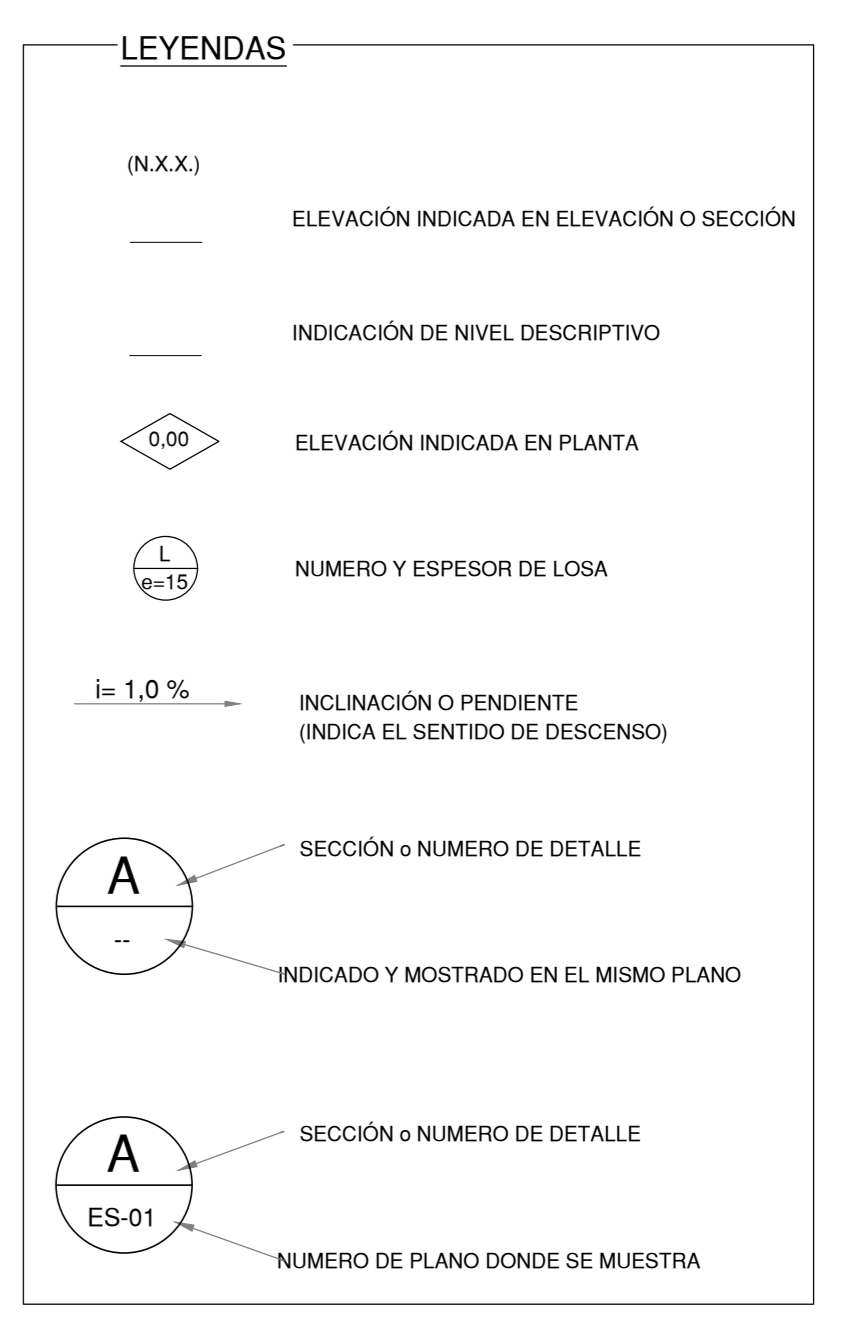 LEYENDAS
(N.X.X.)
ELEVACIÓN INDICADA EN ELEVACIÓN O SECCIÓN
INDICACIÓN DE NIVEL DESCRIPTIVO
0,00
ELEVACIÓN INDICADA EN PLANTA
L
e=15
NUMERO Y ESPESOR DE LOSA
i= 1,0 %
INCLINACIÓN O PENDIENTE
(INDICA EL SENTIDO DE DESCENSO)
SECCIÓN o NUMERO DE DETALLE
A
--
INDICADO Y MOSTRADO EN EL MISMO PLANO
SECCIÓN o NUMERO DE DETALLE
A
ES-01
NUMERO DE PLANO DONDE SE MUESTRA